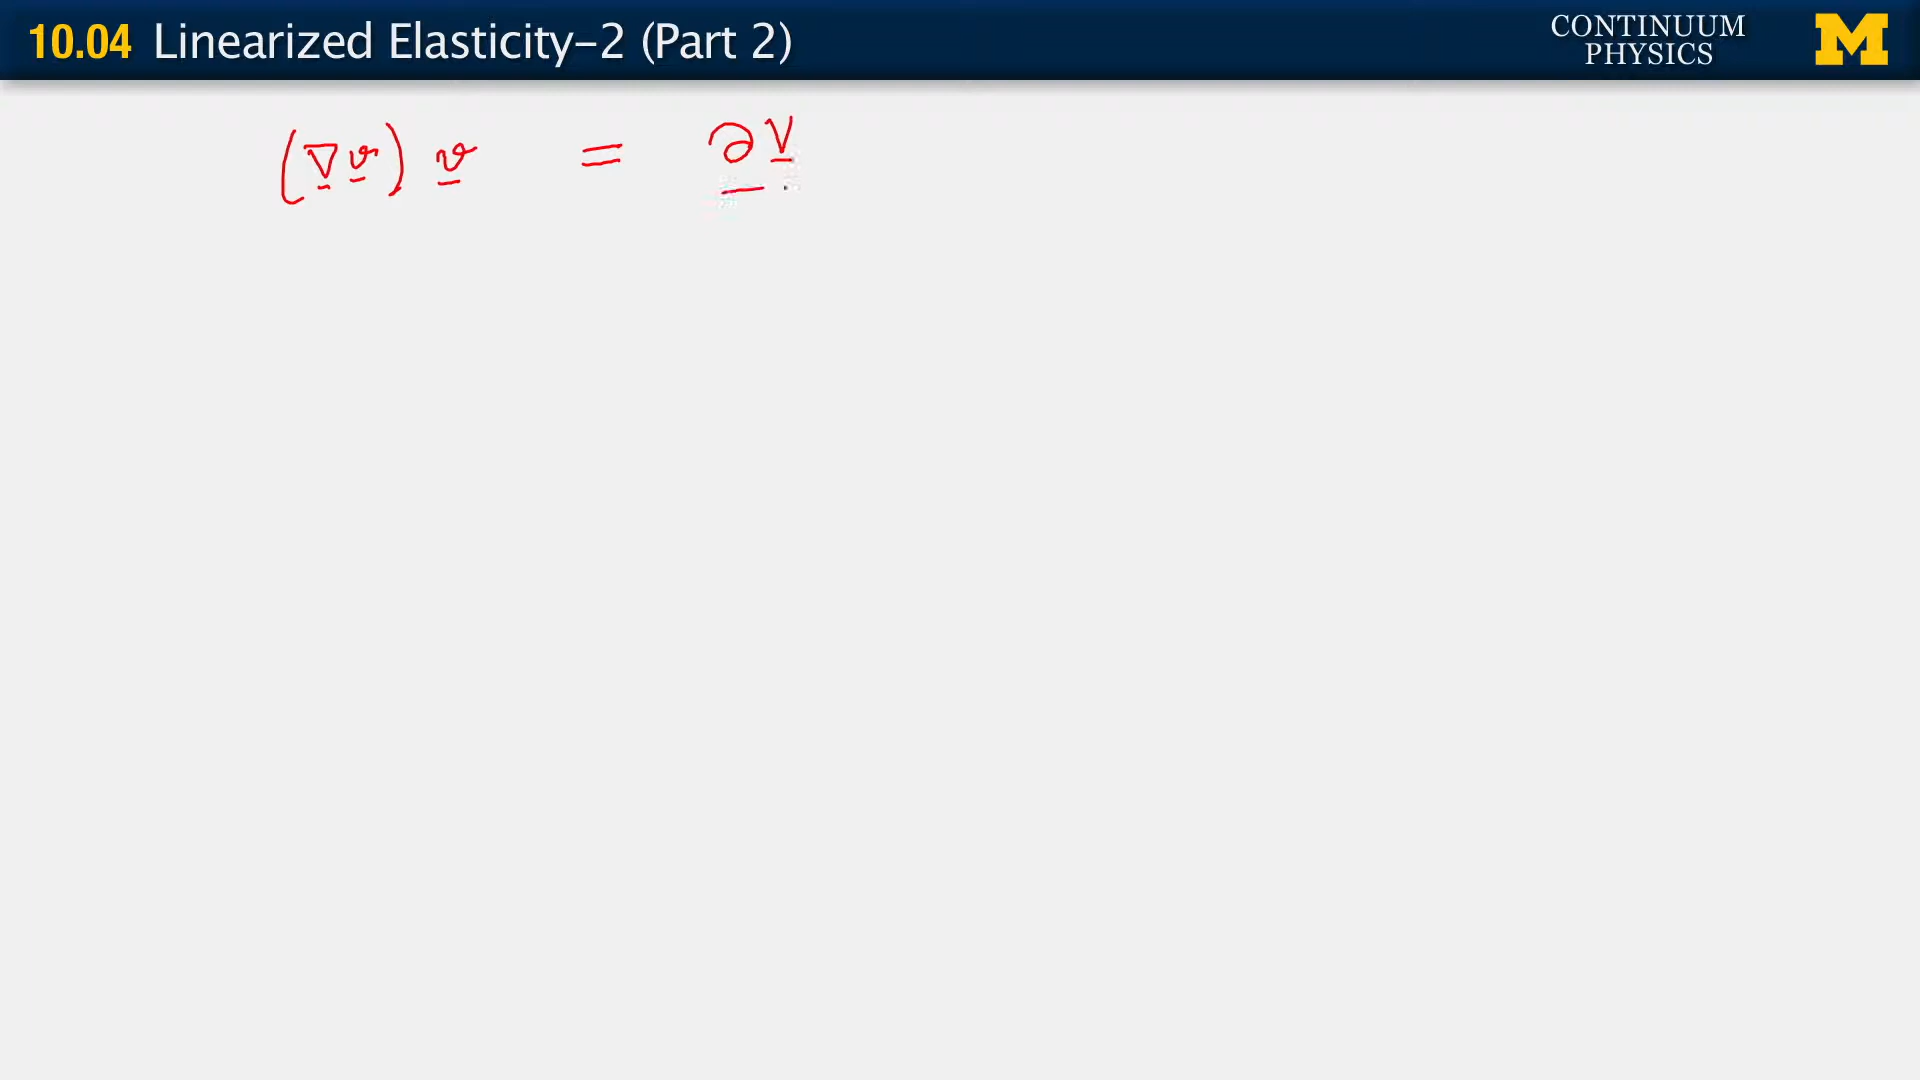 10.04 Linearized Elasticity-2 (Part 2)
CONTINUUM
PHYSICS
M
(∇̲ v̲) v̲ = ∂V̲